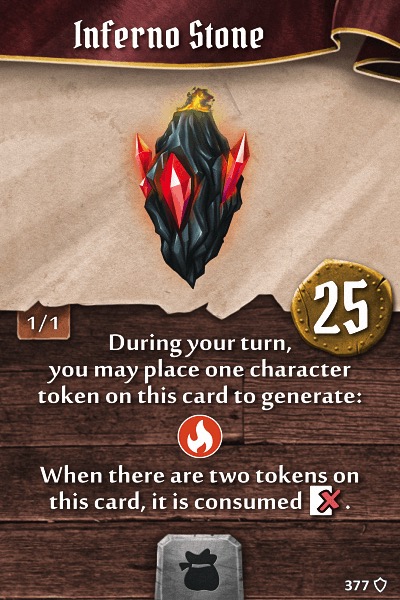 Inferno Stone
25
1/1
During your turn,
you may place one character
token on this card to generate:
When there are two tokens on
this card, it is consumed .
377